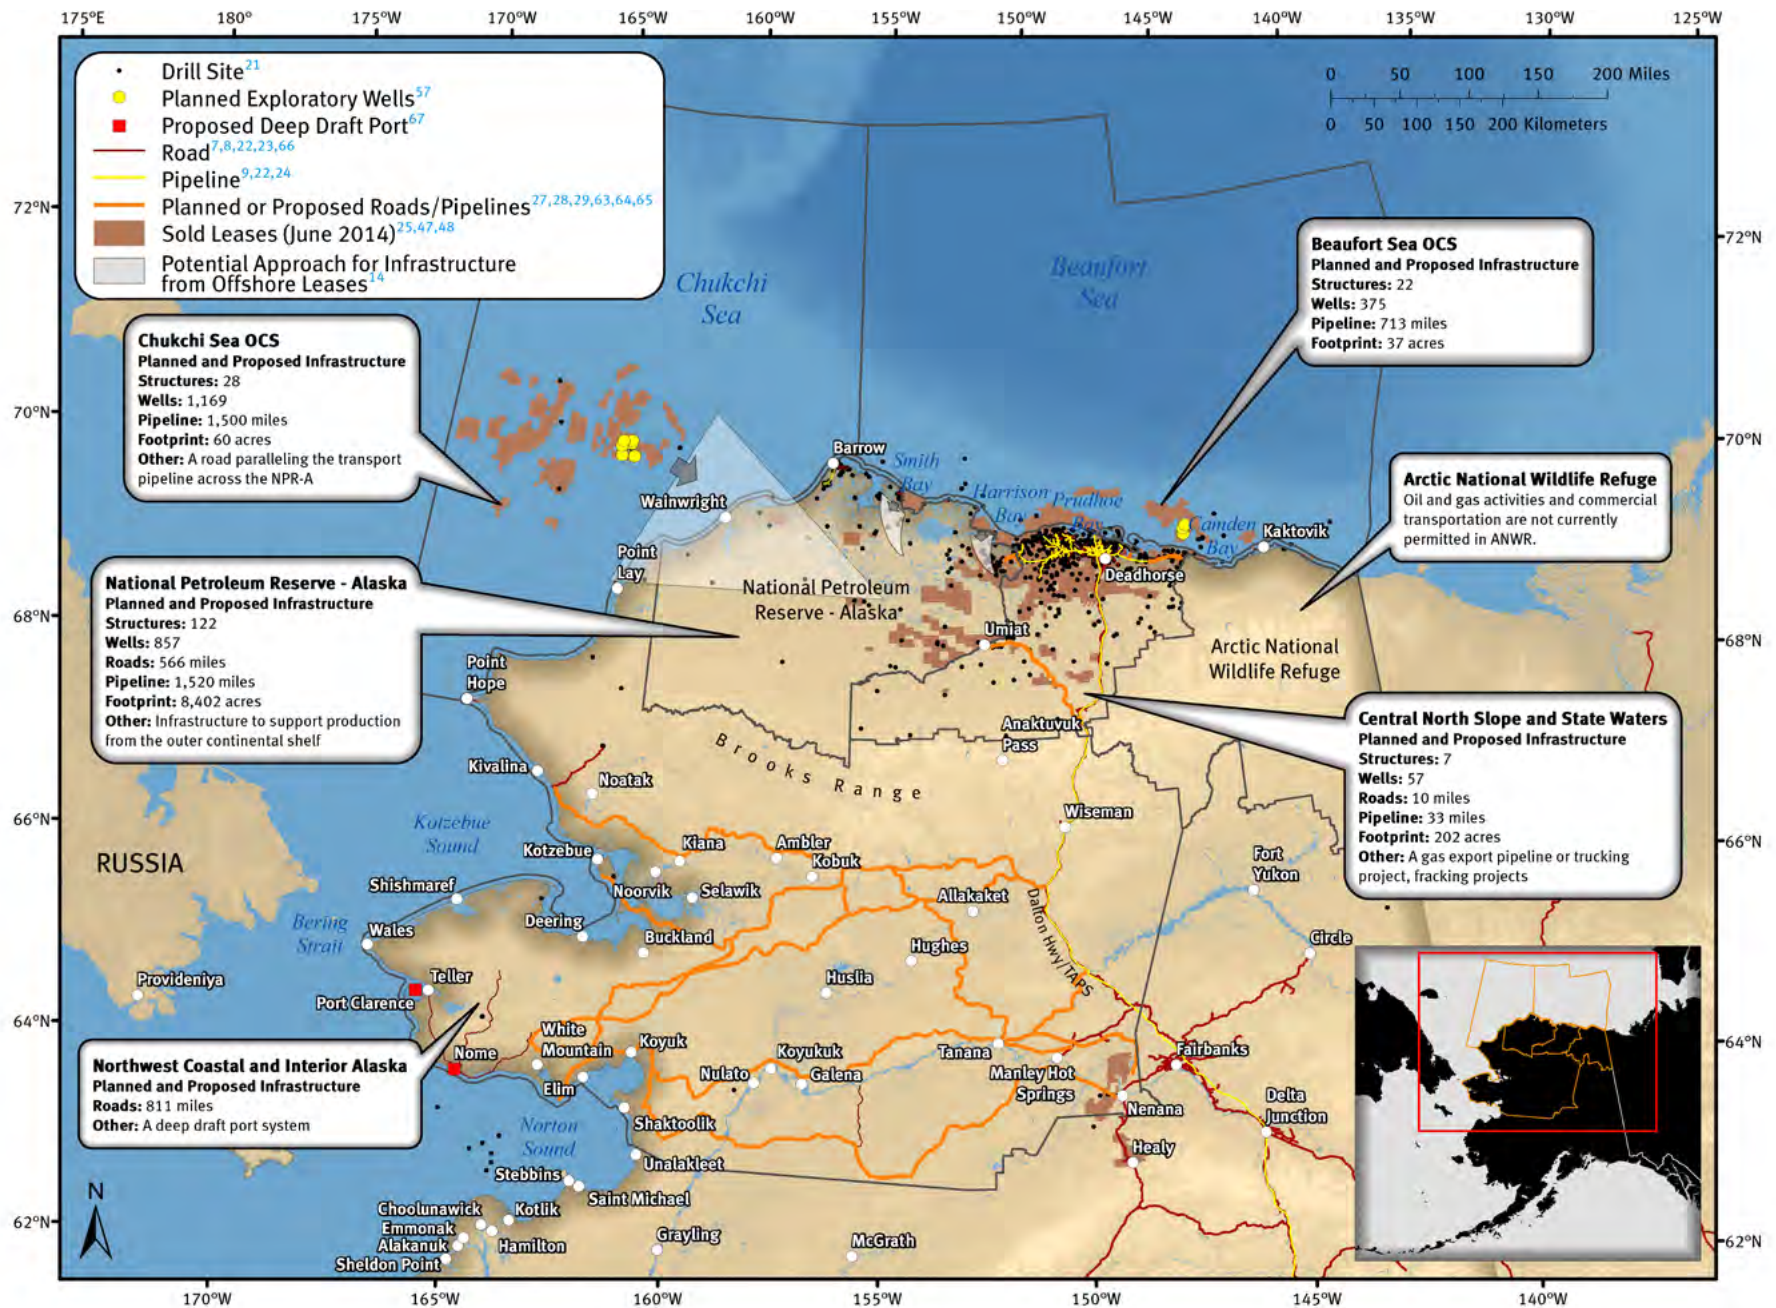 175°E 180° 175°W 170°W 165°W 160°W 155°W 150°W 145°W 140°W 135°W 130°W 125°W
Drill Site21
Planned Exploratory Wells57
Proposed Deep Draft Port67
Road7,8,22,23,66
Pipeline9,22,24
Planned or Proposed Roads/Pipelines27,28,29,63,64,65
Sold Leases (June 2014)25,47,48
Potential Approach for Infrastructure
from Offshore Leases14
0 50 100 150 200 Miles
0 50 100 150 200 Kilometers
72°N
72°N
Chukchi
Sea
Beaufort
Sea
Beaufort Sea OCS
Planned and Proposed Infrastructure
Structures: 22
Wells: 375
Pipeline: 713 miles
Footprint: 37 acres
Chukchi Sea OCS
Planned and Proposed Infrastructure
Structures: 28
Wells: 1,169
Pipeline: 1,500 miles
Footprint: 60 acres
Other: A road paralleling the transport
pipeline across the NPR-A
70°N
70°N
Barrow
Smith
Bay
Harrison
Bay
Prudhoe
Bay
Camden
Bay
Kaktovik
Wainwright
Point
Lay
Deadhorse
Arctic National Wildlife Refuge
Oil and gas activities and commercial
transportation are not currently
permitted in ANWR.
National Petroleum
Reserve - Alaska
National Petroleum Reserve - Alaska
Planned and Proposed Infrastructure
Structures: 122
Wells: 857
Roads: 566 miles
Pipeline: 1,520 miles
Footprint: 8,402 acres
Other: Infrastructure to support production
from the outer continental shelf
68°N
68°N
Umiat
Arctic National
Wildlife Refuge
Point
Hope
Anaktuvuk
Pass
Central North Slope and State Waters
Planned and Proposed Infrastructure
Structures: 7
Wells: 57
Roads: 10 miles
Pipeline: 33 miles
Footprint: 202 acres
Other: A gas export pipeline or trucking
project, fracking projects
Brooks Range
Kivalina
Noatak
Wiseman
66°N
66°N
Kotzebue
Sound
RUSSIA
Kotzebue
Kiana
Ambler
Kobuk
Fort
Yukon
Shishmaref
Noorvik
Selawik
Allakaket
Dalton Hwy/TAPS
Bering
Strait
Wales
Deering
Buckland
Hughes
Circle
Provideniya
Teller
Port Clarence
Huslia
64°N
64°N
White
Mountain
Koyuk
Koyukuk
Tanana
Fairbanks
Nome
Elim
Nulato
Galena
Manley Hot
Springs
Nenana
Delta
Junction
Northwest Coastal and Interior Alaska
Planned and Proposed Infrastructure
Roads: 811 miles
Other: A deep draft port system
Norton
Sound
Shaktoolik
Unalakleet
Healy
Stebbins
Saint Michael
N
62°N
62°N
Choolunawick
Kotlik
Emmonak
Alakanuk
Hamilton
Sheldon Point
Grayling
McGrath
170°W 165°W 160°W 155°W 150°W 145°W 140°W